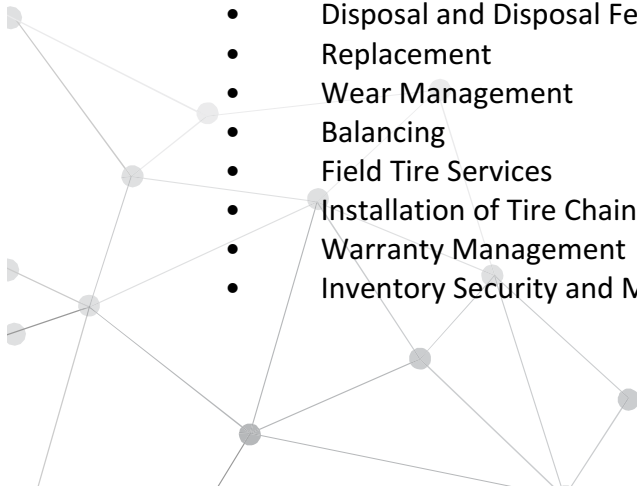 • Disposal and Disposal
• Replacement
• Wear Management
• Balancing
• Field Tire Services
• Installation of Tire Chain
• Warranty Management
• Inventory Security and